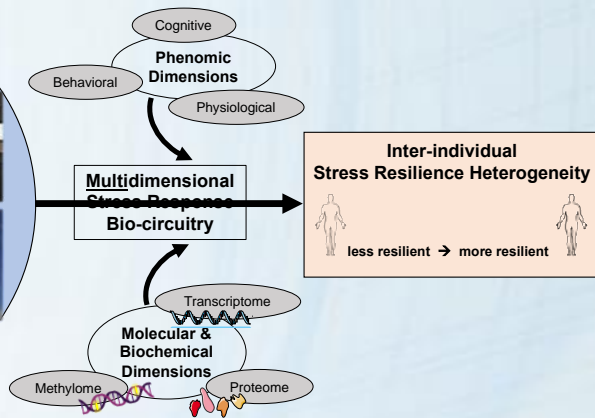 Cognitive
Phenomic
Dimensions
Behavioral
Physiological
Multidimensional
Stress Response
Bio-circuitry
Inter-individual
Stress Resilience Heterogeneity
less resilient → more resilient
Transcriptome
Molecular &
Biochemical
Dimensions
Methylome
Proteome